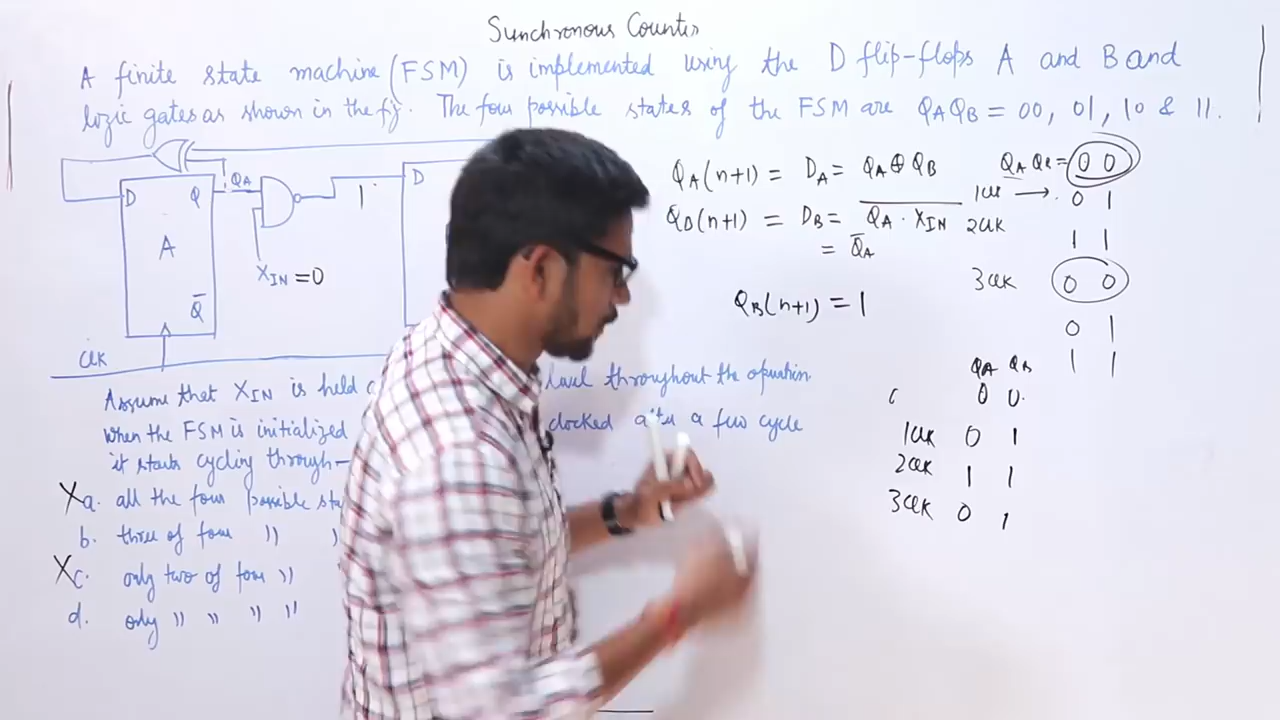 Sunchronous Counter
A finite state machine (FSM) is implemented using the D flip-flops A and B and
logic gates as shown in the fig. The four possible states of the FSM are QAQB = 00, 01, 10 & 11.
D Q
A
Q̅
CLK
QA
XIN = 0
1
D
QA(n+1) = DA = QA ⊕ QB
QB(n+1) = DB = \overline{QA · XIN}
= Q̅A
QB(n+1) = 1
QA QB = 0 0
1CLK → 0 1
2CLK
1 1
3CLK 0 0
0 1
1 1
QA QB
0 0
1CLK 0 1
2CLK 1 1
3CLK 0 1
Assume that XIN is held level throughout the operation.
When the FSM is initialized clocked after a few cycle
it starts cycling through—
X a. all the four possible sta
b. three of four " "
X c. only two of four "
d. only " " " "